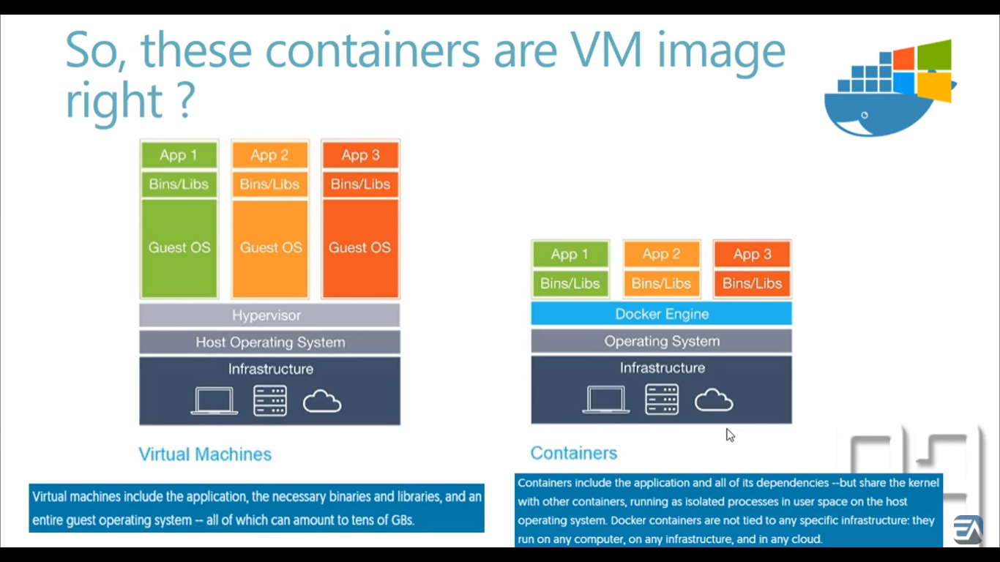 So, these containers are VM image
right ?
App 1
App 2
App 3
Bins/Libs
Bins/Libs
Bins/Libs
Guest OS
Guest OS
Guest OS
Hypervisor
Host Operating System
Infrastructure
Virtual Machines
Virtual machines include the application, the necessary binaries and libraries, and an
entire guest operating system -- all of which can amount to tens of GBs.
App 1
App 2
App 3
Bins/Libs
Bins/Libs
Bins/Libs
Docker Engine
Operating System
Infrastructure
Containers
Containers include the application and all of its dependencies --but share the kernel
with other containers, running as isolated processes in user space on the host
operating system. Docker containers are not tied to any specific infrastructure: they
run on any computer, on any infrastructure, and in any cloud.
EA